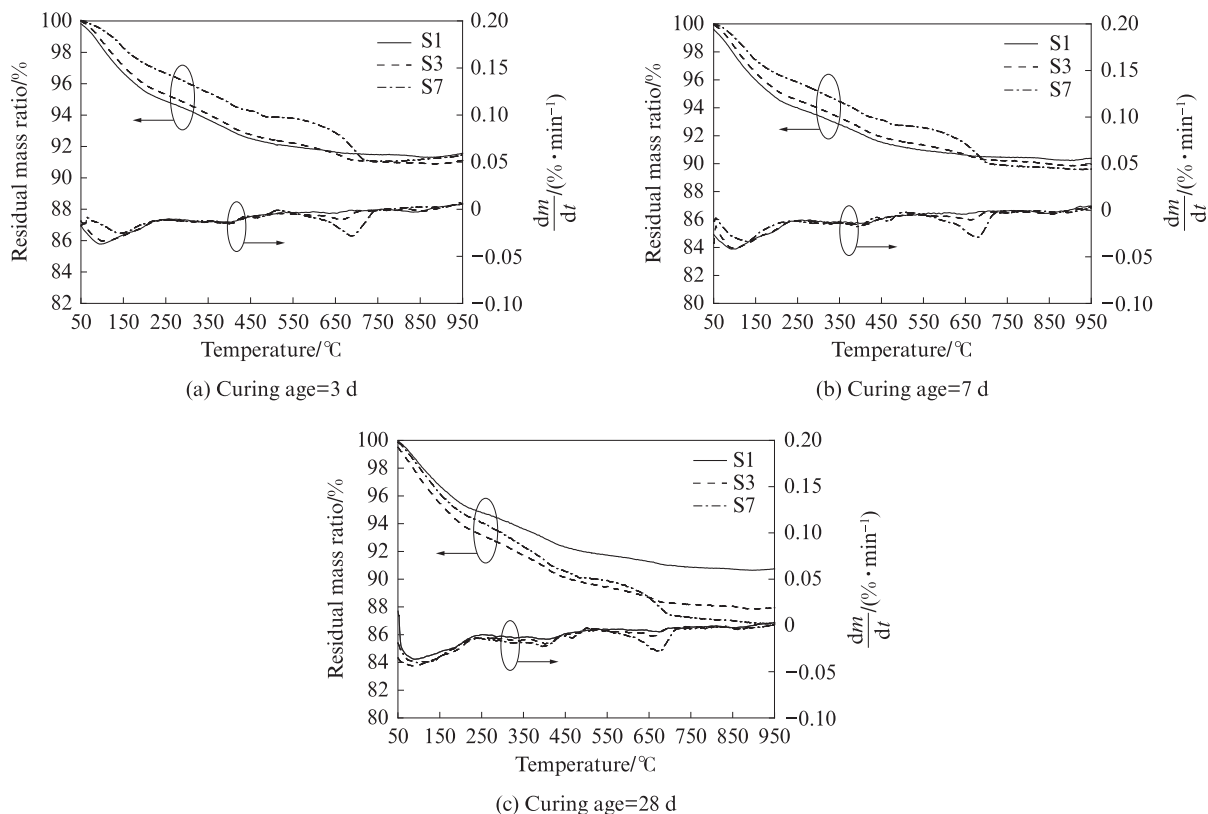 100
98
96
94
92
90
88
86
84
82
Residual mass ratio/%
0.20
0.15
0.10
0.05
0
−0.05
−0.10
dm/dt/(%·min⁻¹)
S1
S3
S7
50 150 250 350 450 550 650 750 850 950
Temperature/℃
(a) Curing age=3 d
100
98
96
94
92
90
88
86
84
82
80
Residual mass ratio/%
0.20
0.15
0.10
0.05
0
−0.05
−0.10
dm/dt/(%·min⁻¹)
S1
S3
S7
50 150 250 350 450 550 650 750 850 950
Temperature/℃
(b) Curing age=7 d
100
98
96
94
92
90
88
86
84
82
80
Residual mass ratio/%
0.20
0.15
0.10
0.05
0
−0.05
−0.10
dm/dt/(%·min⁻¹)
S1
S3
S7
50 150 250 350 450 550 650 750 850 950
Temperature/℃
(c) Curing age=28 d